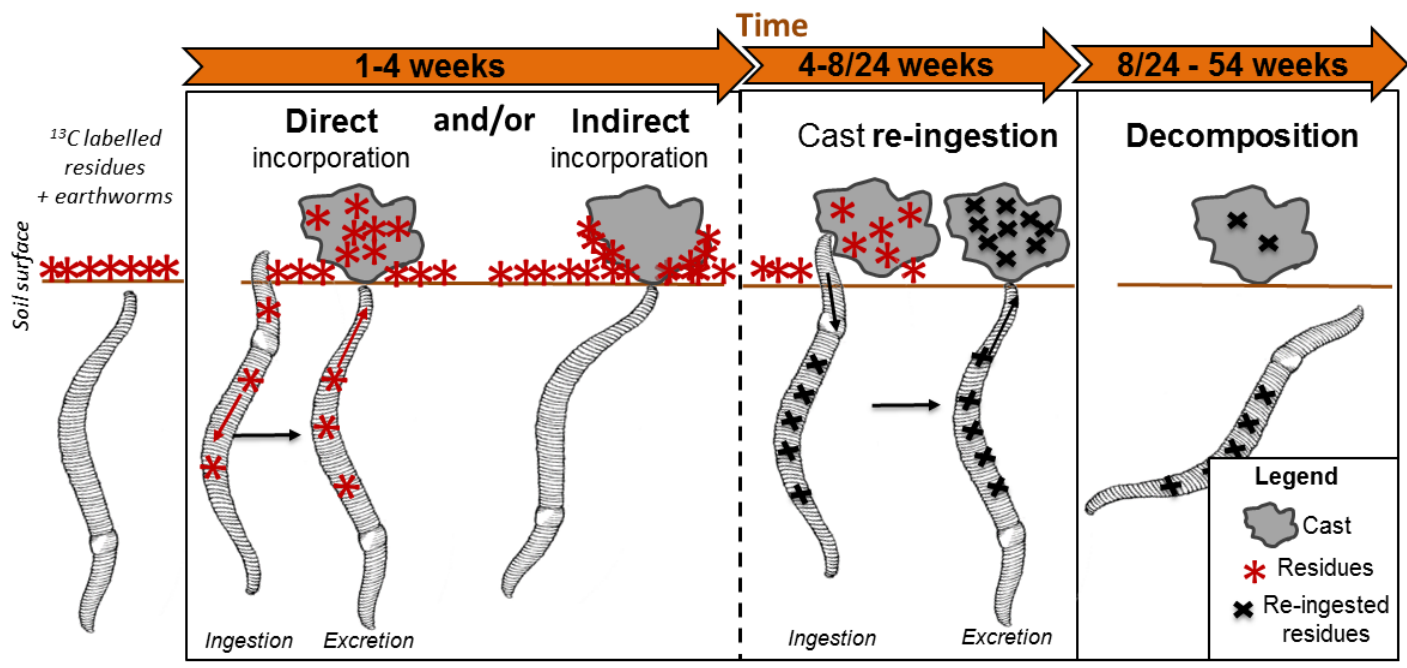 Time
1-4 weeks
4-8/24 weeks
8/24 - 54 weeks
¹³C labelled
residues
+ earthworms
Soil surface
Direct
incorporation
and/or
Indirect
incorporation
Cast re-ingestion
Decomposition
Ingestion
Excretion
Ingestion
Excretion
Legend
Cast
Residues
Re-ingested
residues